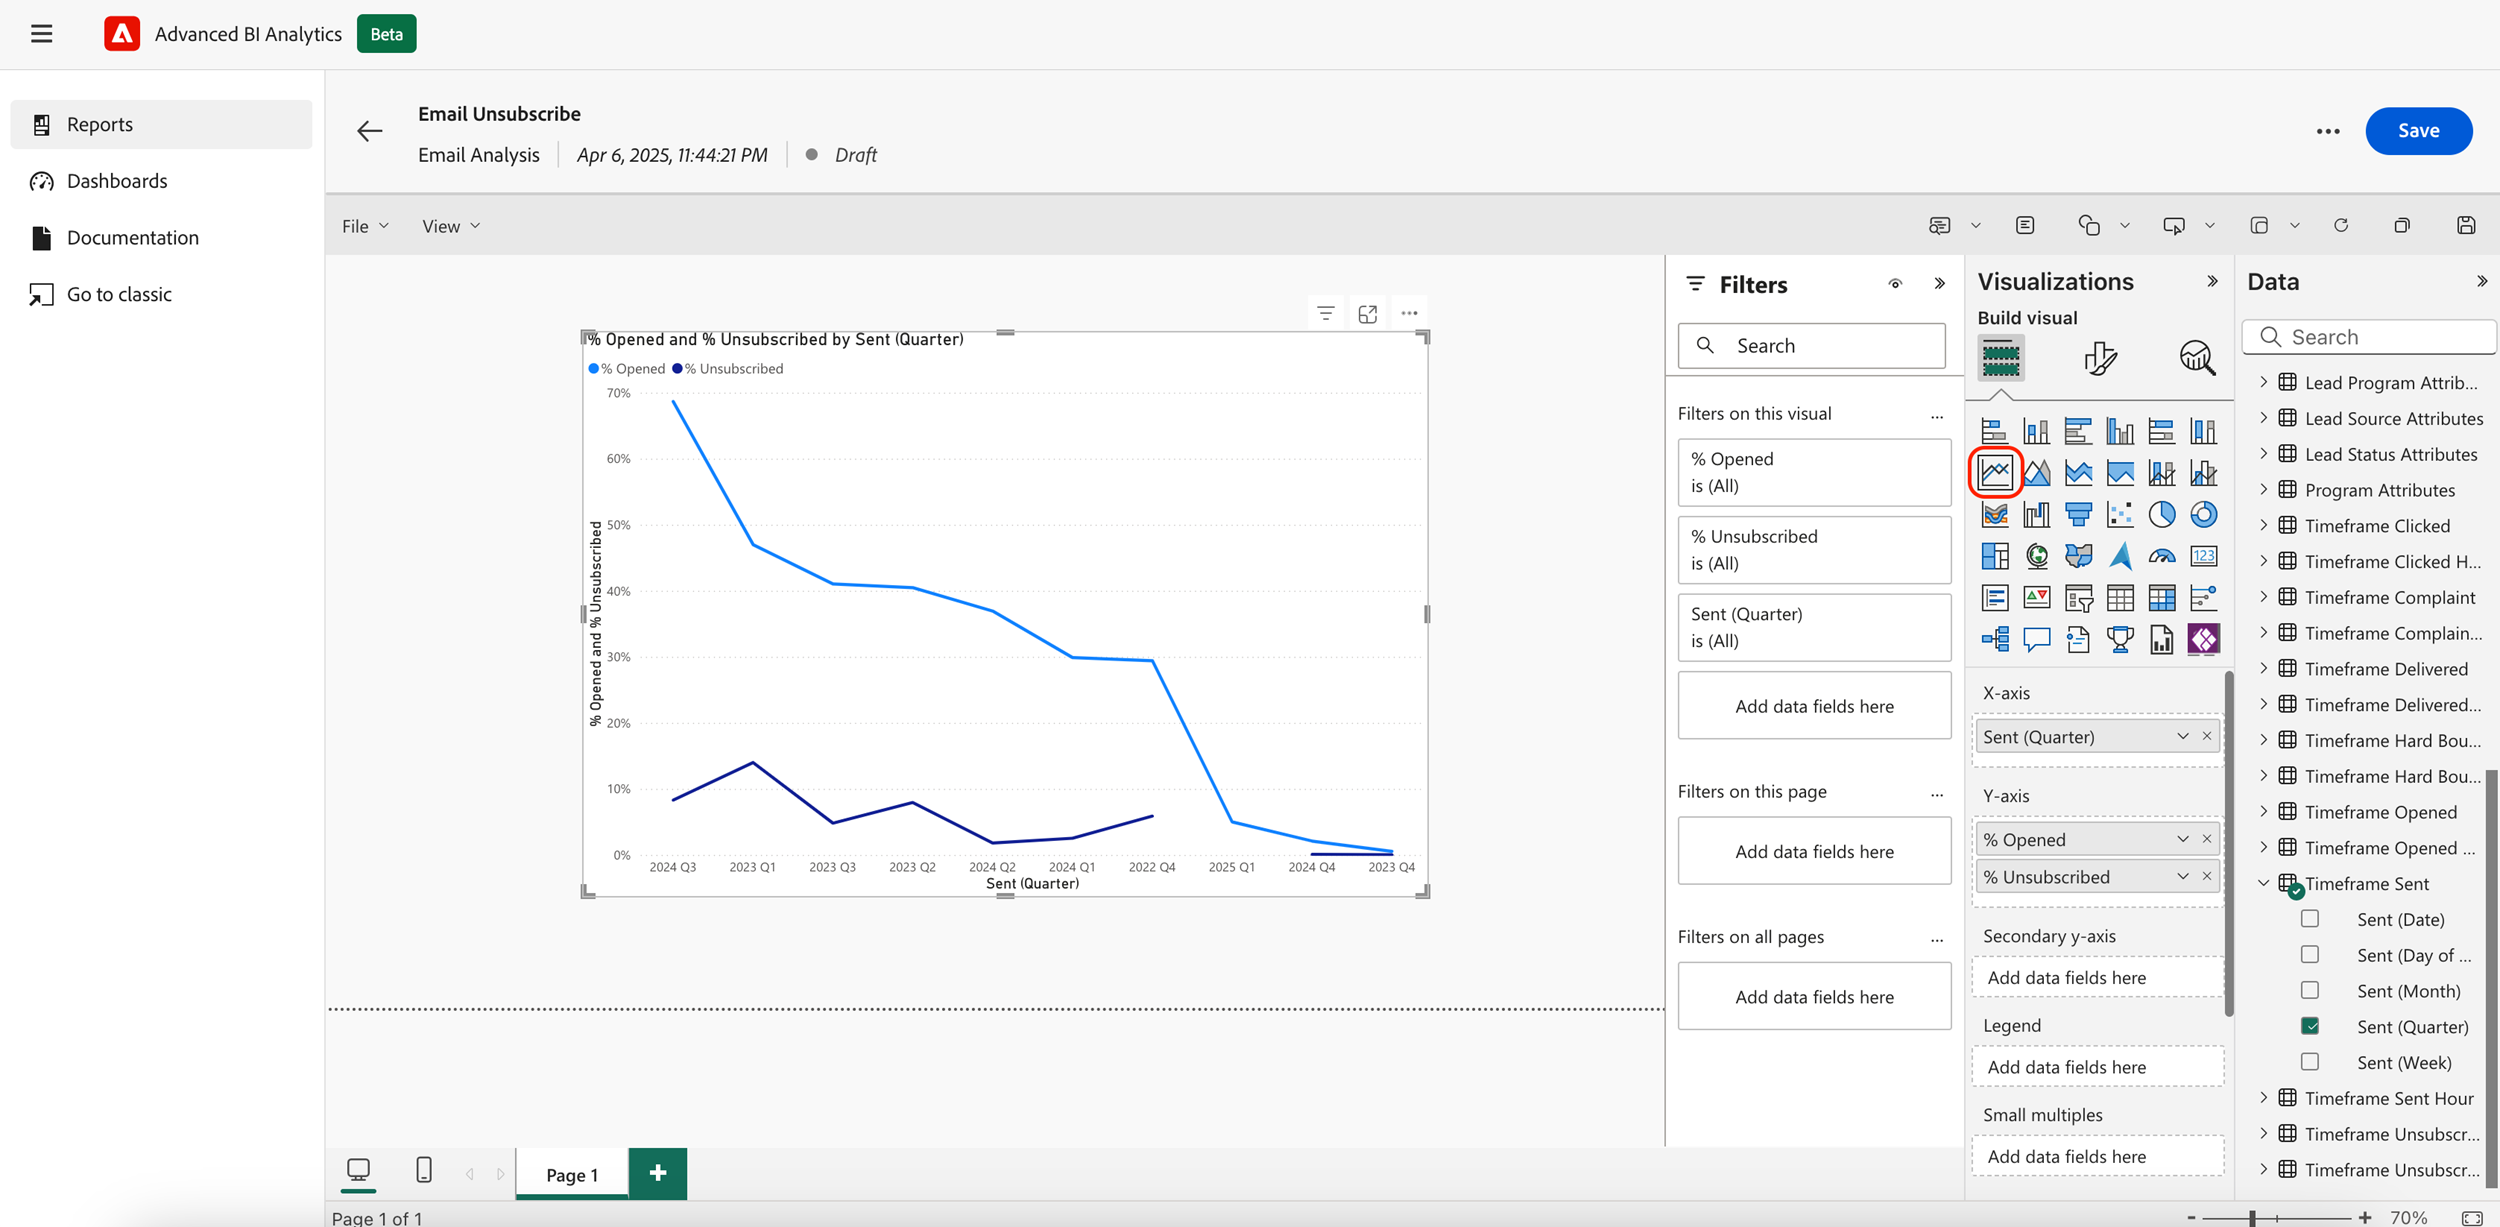 Advanced BI Analytics
Beta
Reports
Dashboards
Documentation
Go to classic
Email Unsubscribe
Email Analysis
Apr 6, 2025, 11:44:21 PM
Draft
...
Save
File
View
% Opened and % Unsubscribed by Sent (Quarter)
% Opened
% Unsubscribed
70%
60%
50%
40%
30%
20%
10%
0%
% Opened and % Unsubscribed
2024 Q3
2023 Q1
2023 Q3
2023 Q2
2024 Q2
2024 Q1
2022 Q4
2025 Q1
2024 Q4
2023 Q4
Sent (Quarter)
Filters
Search
Filters on this visual
...
% Opened
is (All)
% Unsubscribed
is (All)
Sent (Quarter)
is (All)
Add data fields here
Filters on this page
...
Add data fields here
Filters on all pages
...
Add data fields here
Visualizations
Build visual
123
X-axis
Sent (Quarter)
Y-axis
% Opened
% Unsubscribed
Secondary y-axis
Add data fields here
Legend
Add data fields here
Small multiples
Add data fields here
Data
Search
Lead Program Attrib...
Lead Source Attributes
Lead Status Attributes
Program Attributes
Timeframe Clicked
Timeframe Clicked H...
Timeframe Complaint
Timeframe Complain...
Timeframe Delivered
Timeframe Delivered...
Timeframe Hard Bou...
Timeframe Hard Bou...
Timeframe Opened
Timeframe Opened ...
Timeframe Sent
Sent (Date)
Sent (Day of ...
Sent (Month)
Sent (Quarter)
Sent (Week)
Timeframe Sent Hour
Timeframe Unsubscr...
Timeframe Unsubscr...
Page 1
+
Page 1 of 1
- + 70%